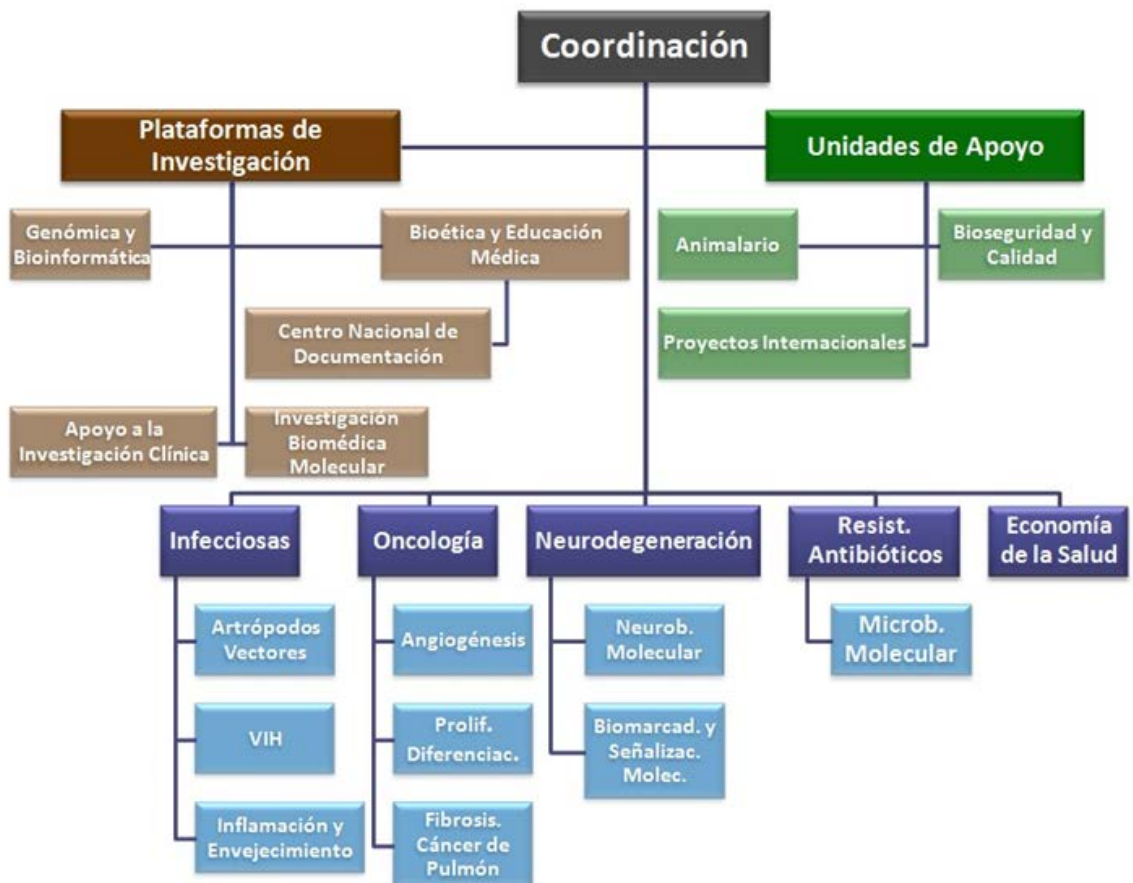 Coordinación
Plataformas de
Investigación
Unidades de Apoyo
Genómica y
Bioinformática
Bioética y Educación
Médica
Animalario
Bioseguridad y
Calidad
Centro Nacional de
Documentación
Proyectos Internacionales
Apoyo a la
Investigación Clínica
Investigación
Biomédica
Molecular
Infecciosas
Oncología
Neurodegeneración
Resist.
Antibióticos
Economía
de la Salud
Artrópodos
Vectores
Angiogénesis
Neurob.
Molecular
Microb.
Molecular
VIH
Prolif.
Diferenciac.
Biomarcad. y
Señalizac.
Molec.
Inflamación y
Envejecimiento
Fibrosis.
Cáncer de
Pulmón